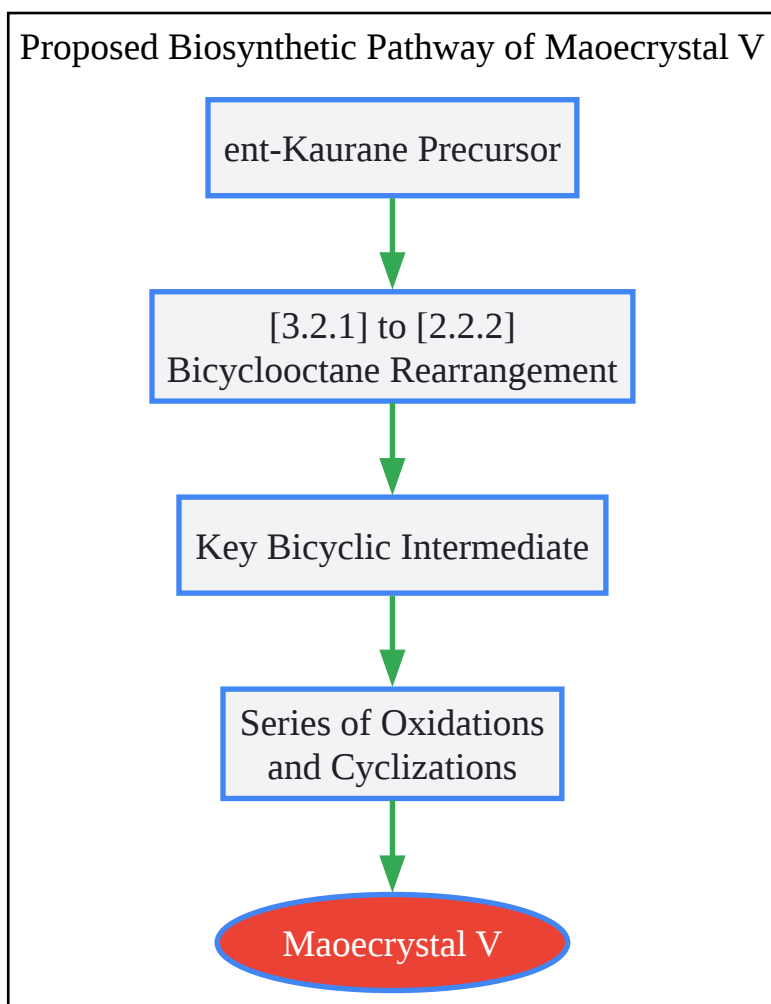 Proposed Biosynthetic Pathway of Maoecrystal V
ent-Kaurane Precursor
[3.2.1] to [2.2.2]
Bicyclooctane Rearrangement
Key Bicyclic Intermediate
Series of Oxidations
and Cyclizations
Maoecrystal V